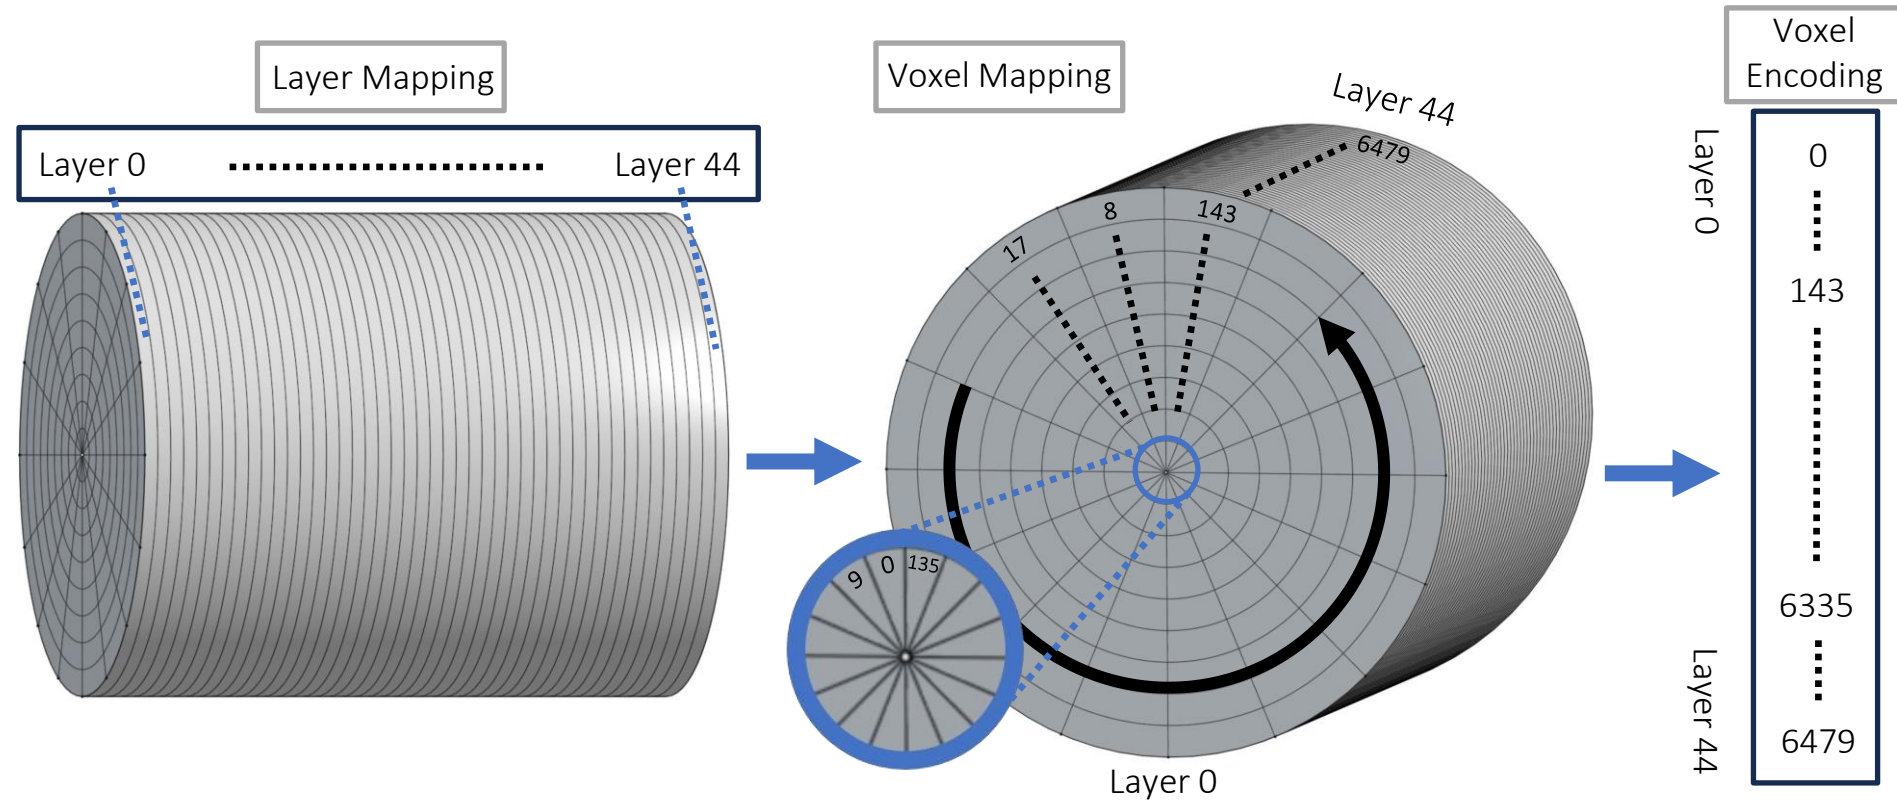 Layer Mapping
Layer 0
Layer 44
Voxel Mapping
Layer 44
6479
17
8
143
9
0
135
Layer 0
Voxel
Encoding
Layer 0
0
143
6335
Layer 44
6479